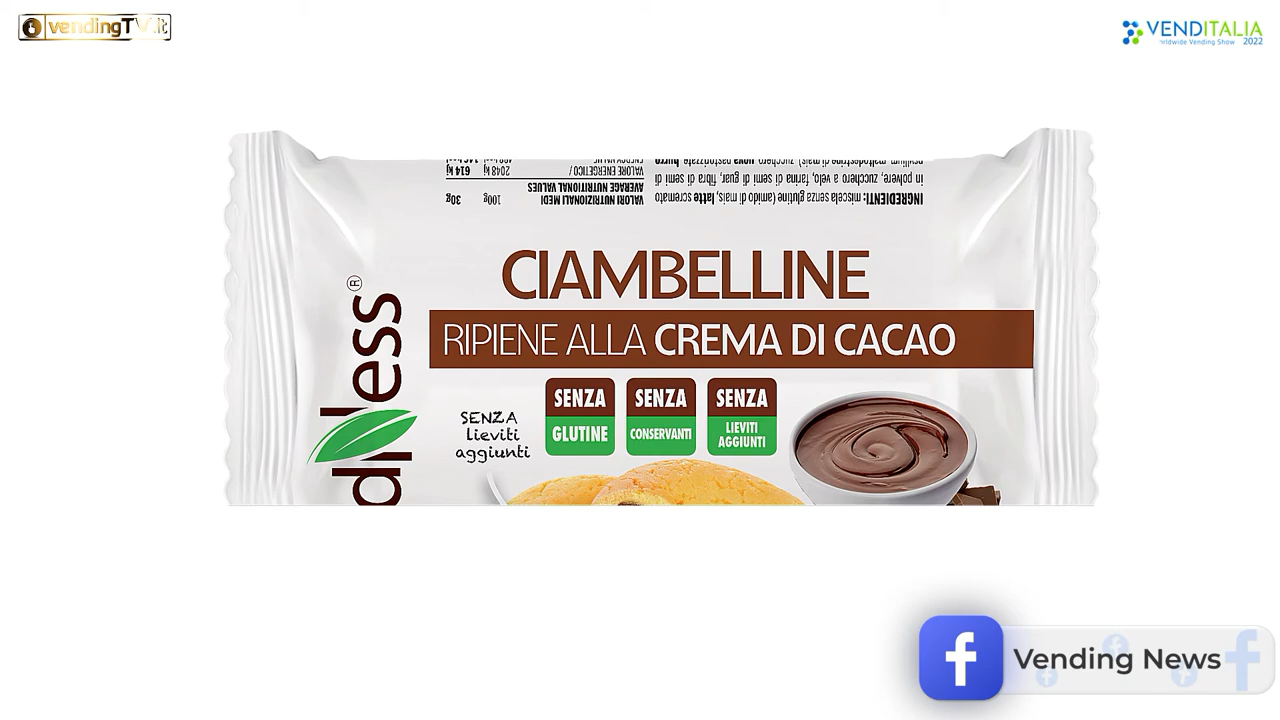 vendingTV.it
VENDITALIA
Worldwide Vending Show 2022
VALORE ENERGETICO /
2048 kJ
614 kJ
VALORI NUTRIZIONALI MEDI
AVERAGE NUTRITIONAL VALUES
100g
30g
INGREDIENTI: miscela senza glutine (amido di mais, latte scremato
in polvere, zucchero a velo, farina di semi di guar, fibra di semi di
CIAMBELLINE
RIPIENE ALLA CREMA DI CACAO
less®
SENZA
lieviti
aggiunti
SENZA
GLUTINE
SENZA
CONSERVANTI
SENZA
LIEVITI
AGGIUNTI
Vending News